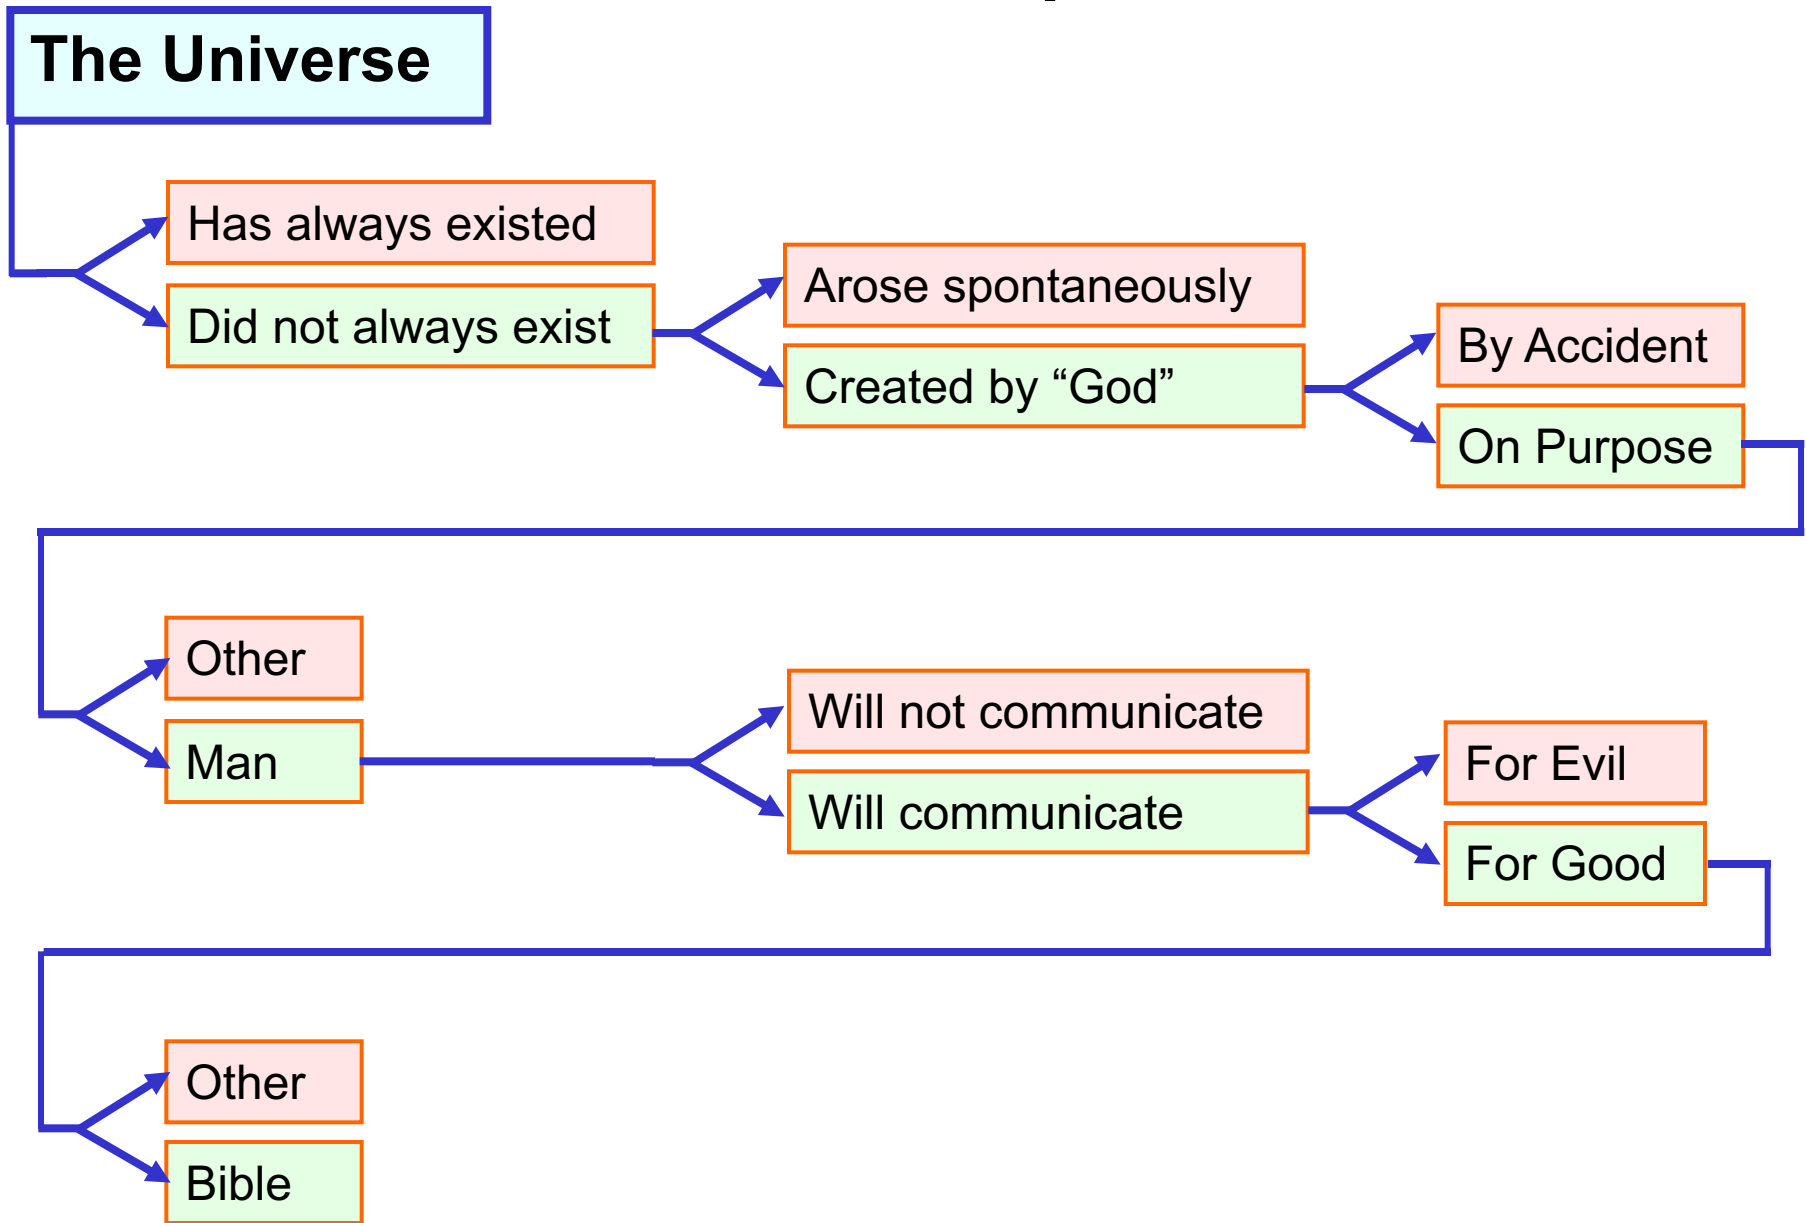 The Universe
Has always existed
Did not always exist
Arose spontaneously
Created by “God”
By Accident
On Purpose
Other
Man
Will not communicate
Will communicate
For Evil
For Good
Other
Bible